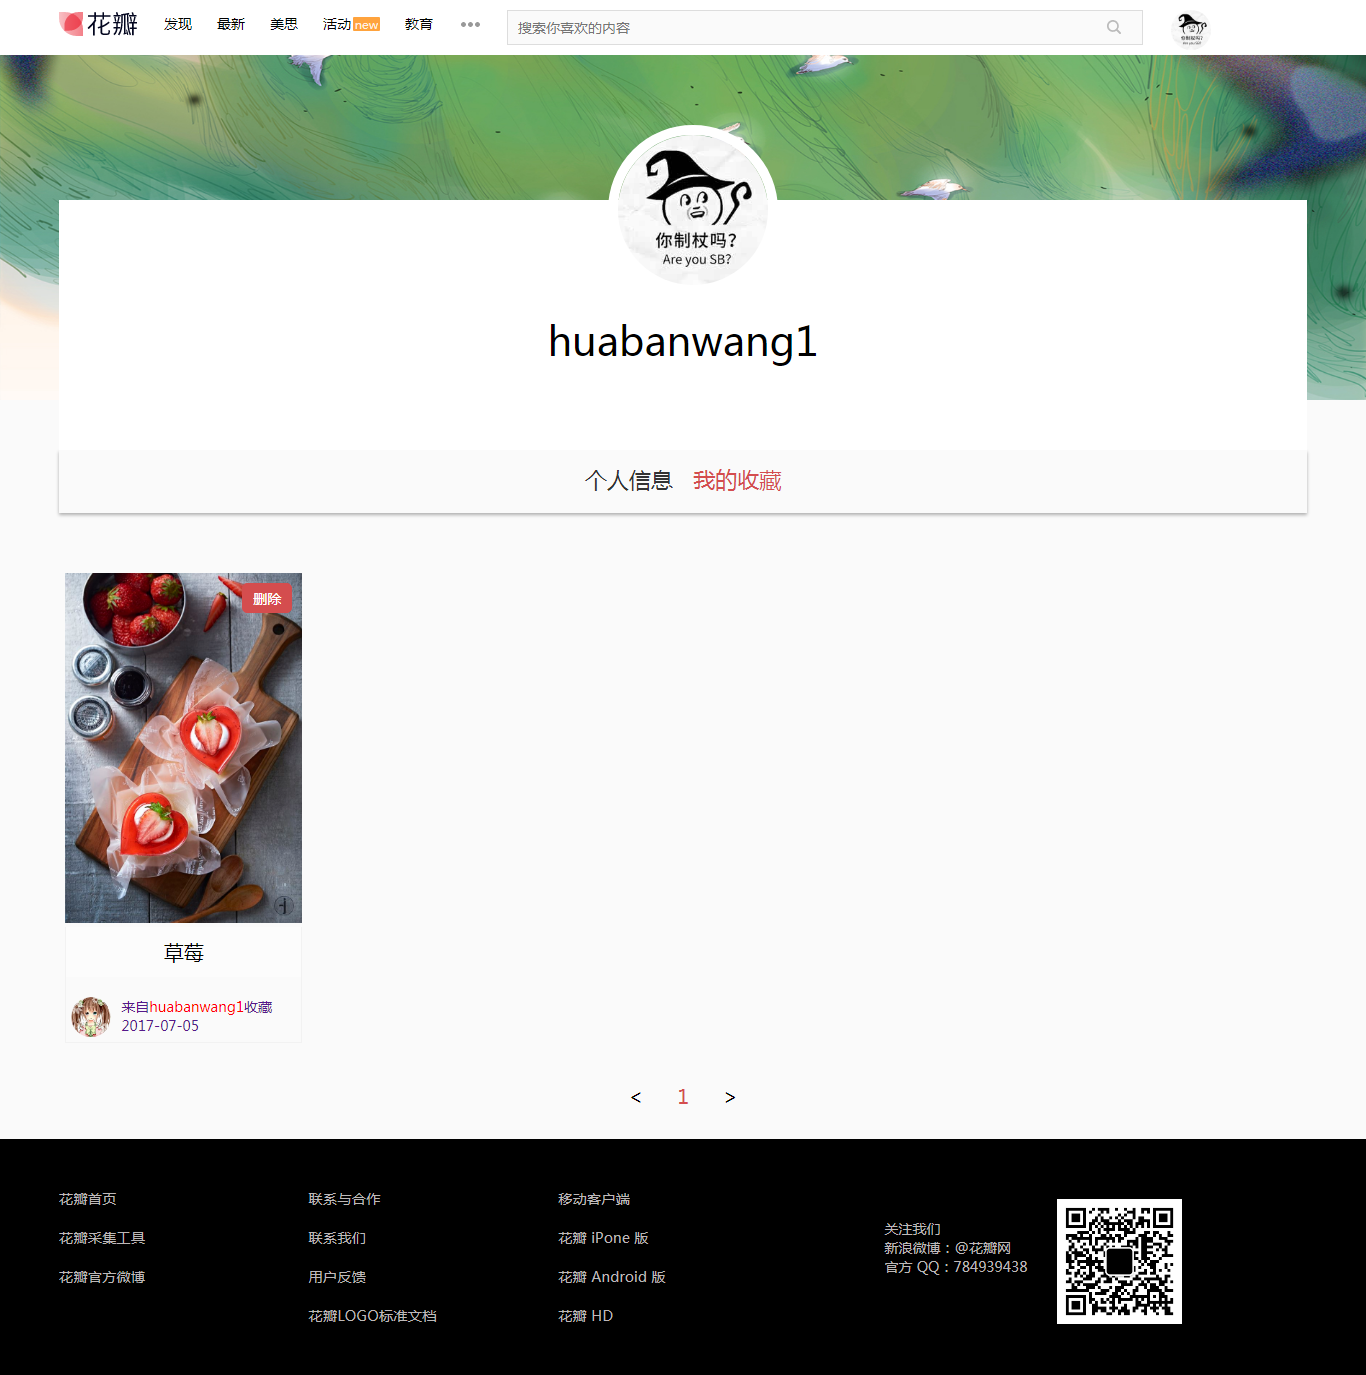 花瓣 发现 最新 美思 活动 new 教育 ••• 搜索你喜欢的内容
你制杖吗?
Are you SB?
huabanwang1
个人信息 我的收藏
删除
草莓
来自huabanwang1收藏
2017-07-05
< 1 >
花瓣首页
花瓣采集工具
花瓣官方微博
联系与合作
联系我们
用户反馈
花瓣LOGO标准文档
移动客户端
花瓣 iPone 版
花瓣 Android 版
花瓣 HD
关注我们
新浪微博：@花瓣网
官方 QQ：784939438